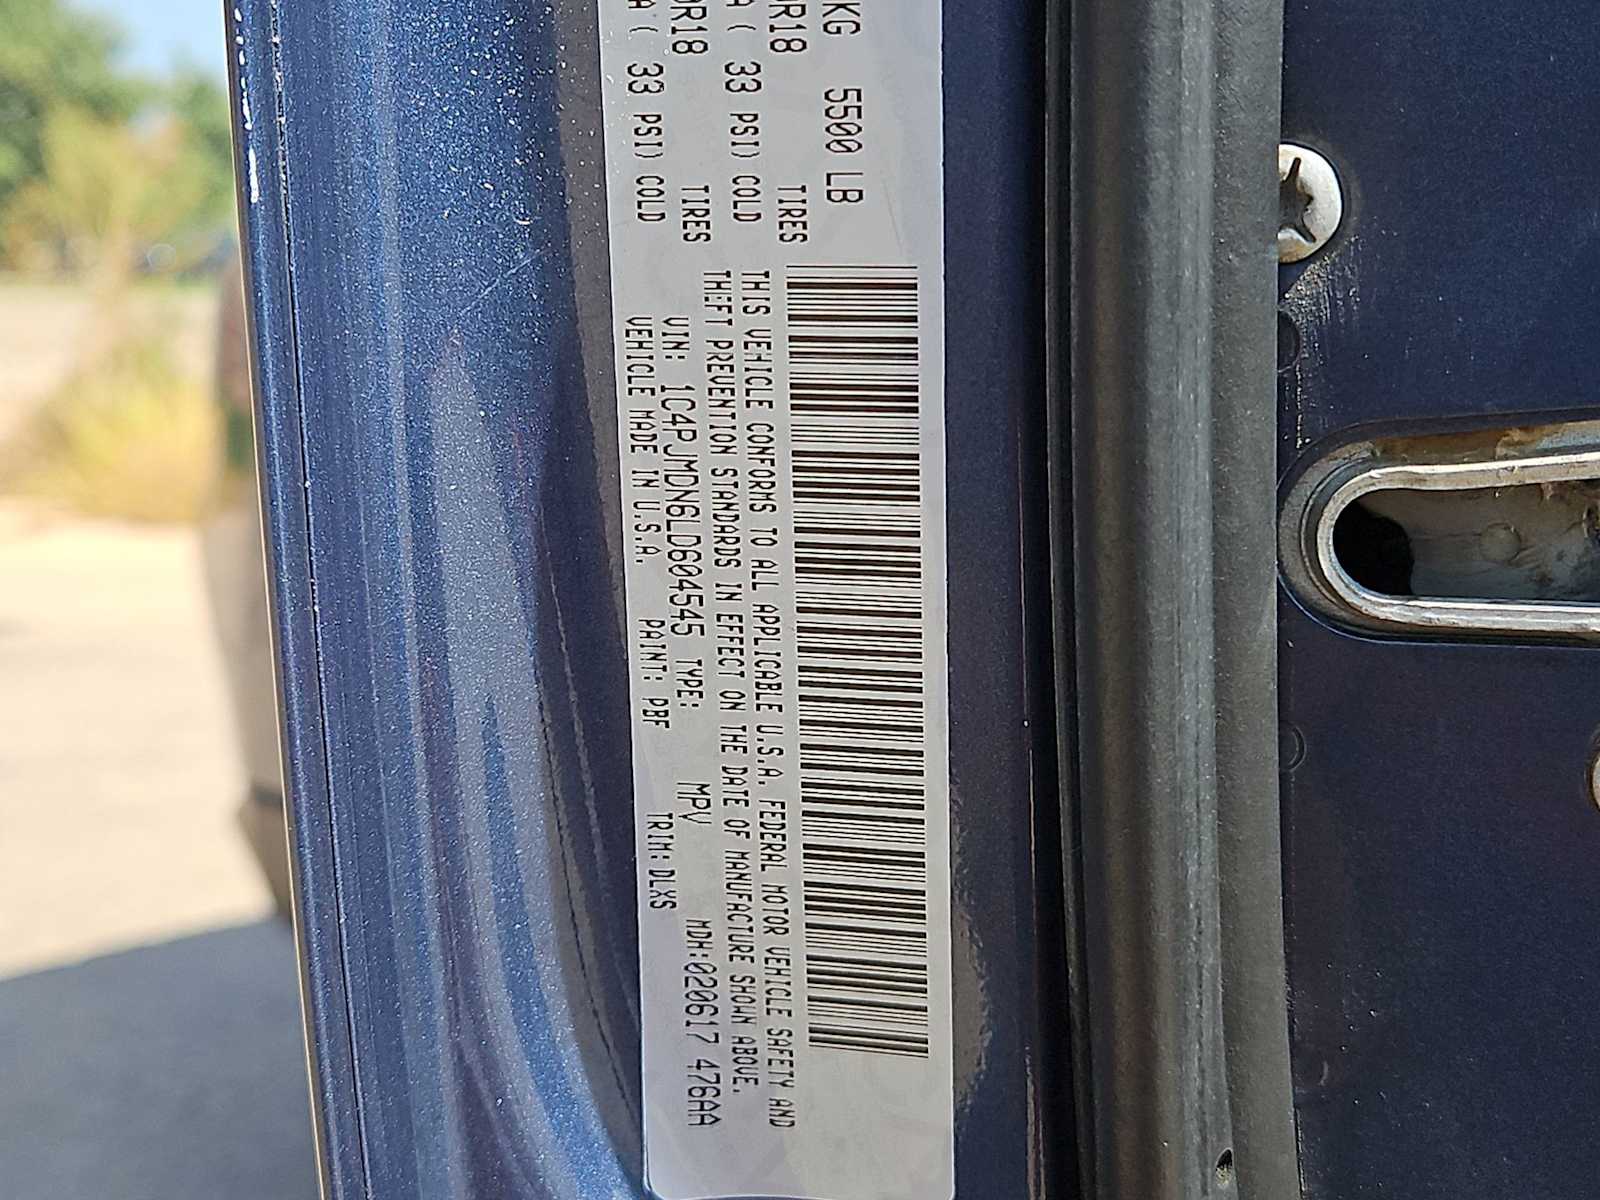 KG 5500 LB
TIRES
R18
A ( 33 PSI) COLD
TIRES
R18
A ( 33 PSI) COLD
THIS VEHICLE CONFORMS TO ALL APPLICABLE U.S.A. FEDERAL MOTOR VEHICLE SAFETY AND
THEFT PREVENTION STANDARDS IN EFFECT ON THE DATE OF MANUFACTURE SHOWN ABOVE.
VIN: 1C4PJMDN6LD604545 TYPE: MPV MDH:020617 476AA
VEHICLE MADE IN U.S.A. PAINT: PBF TRIM: DLXS